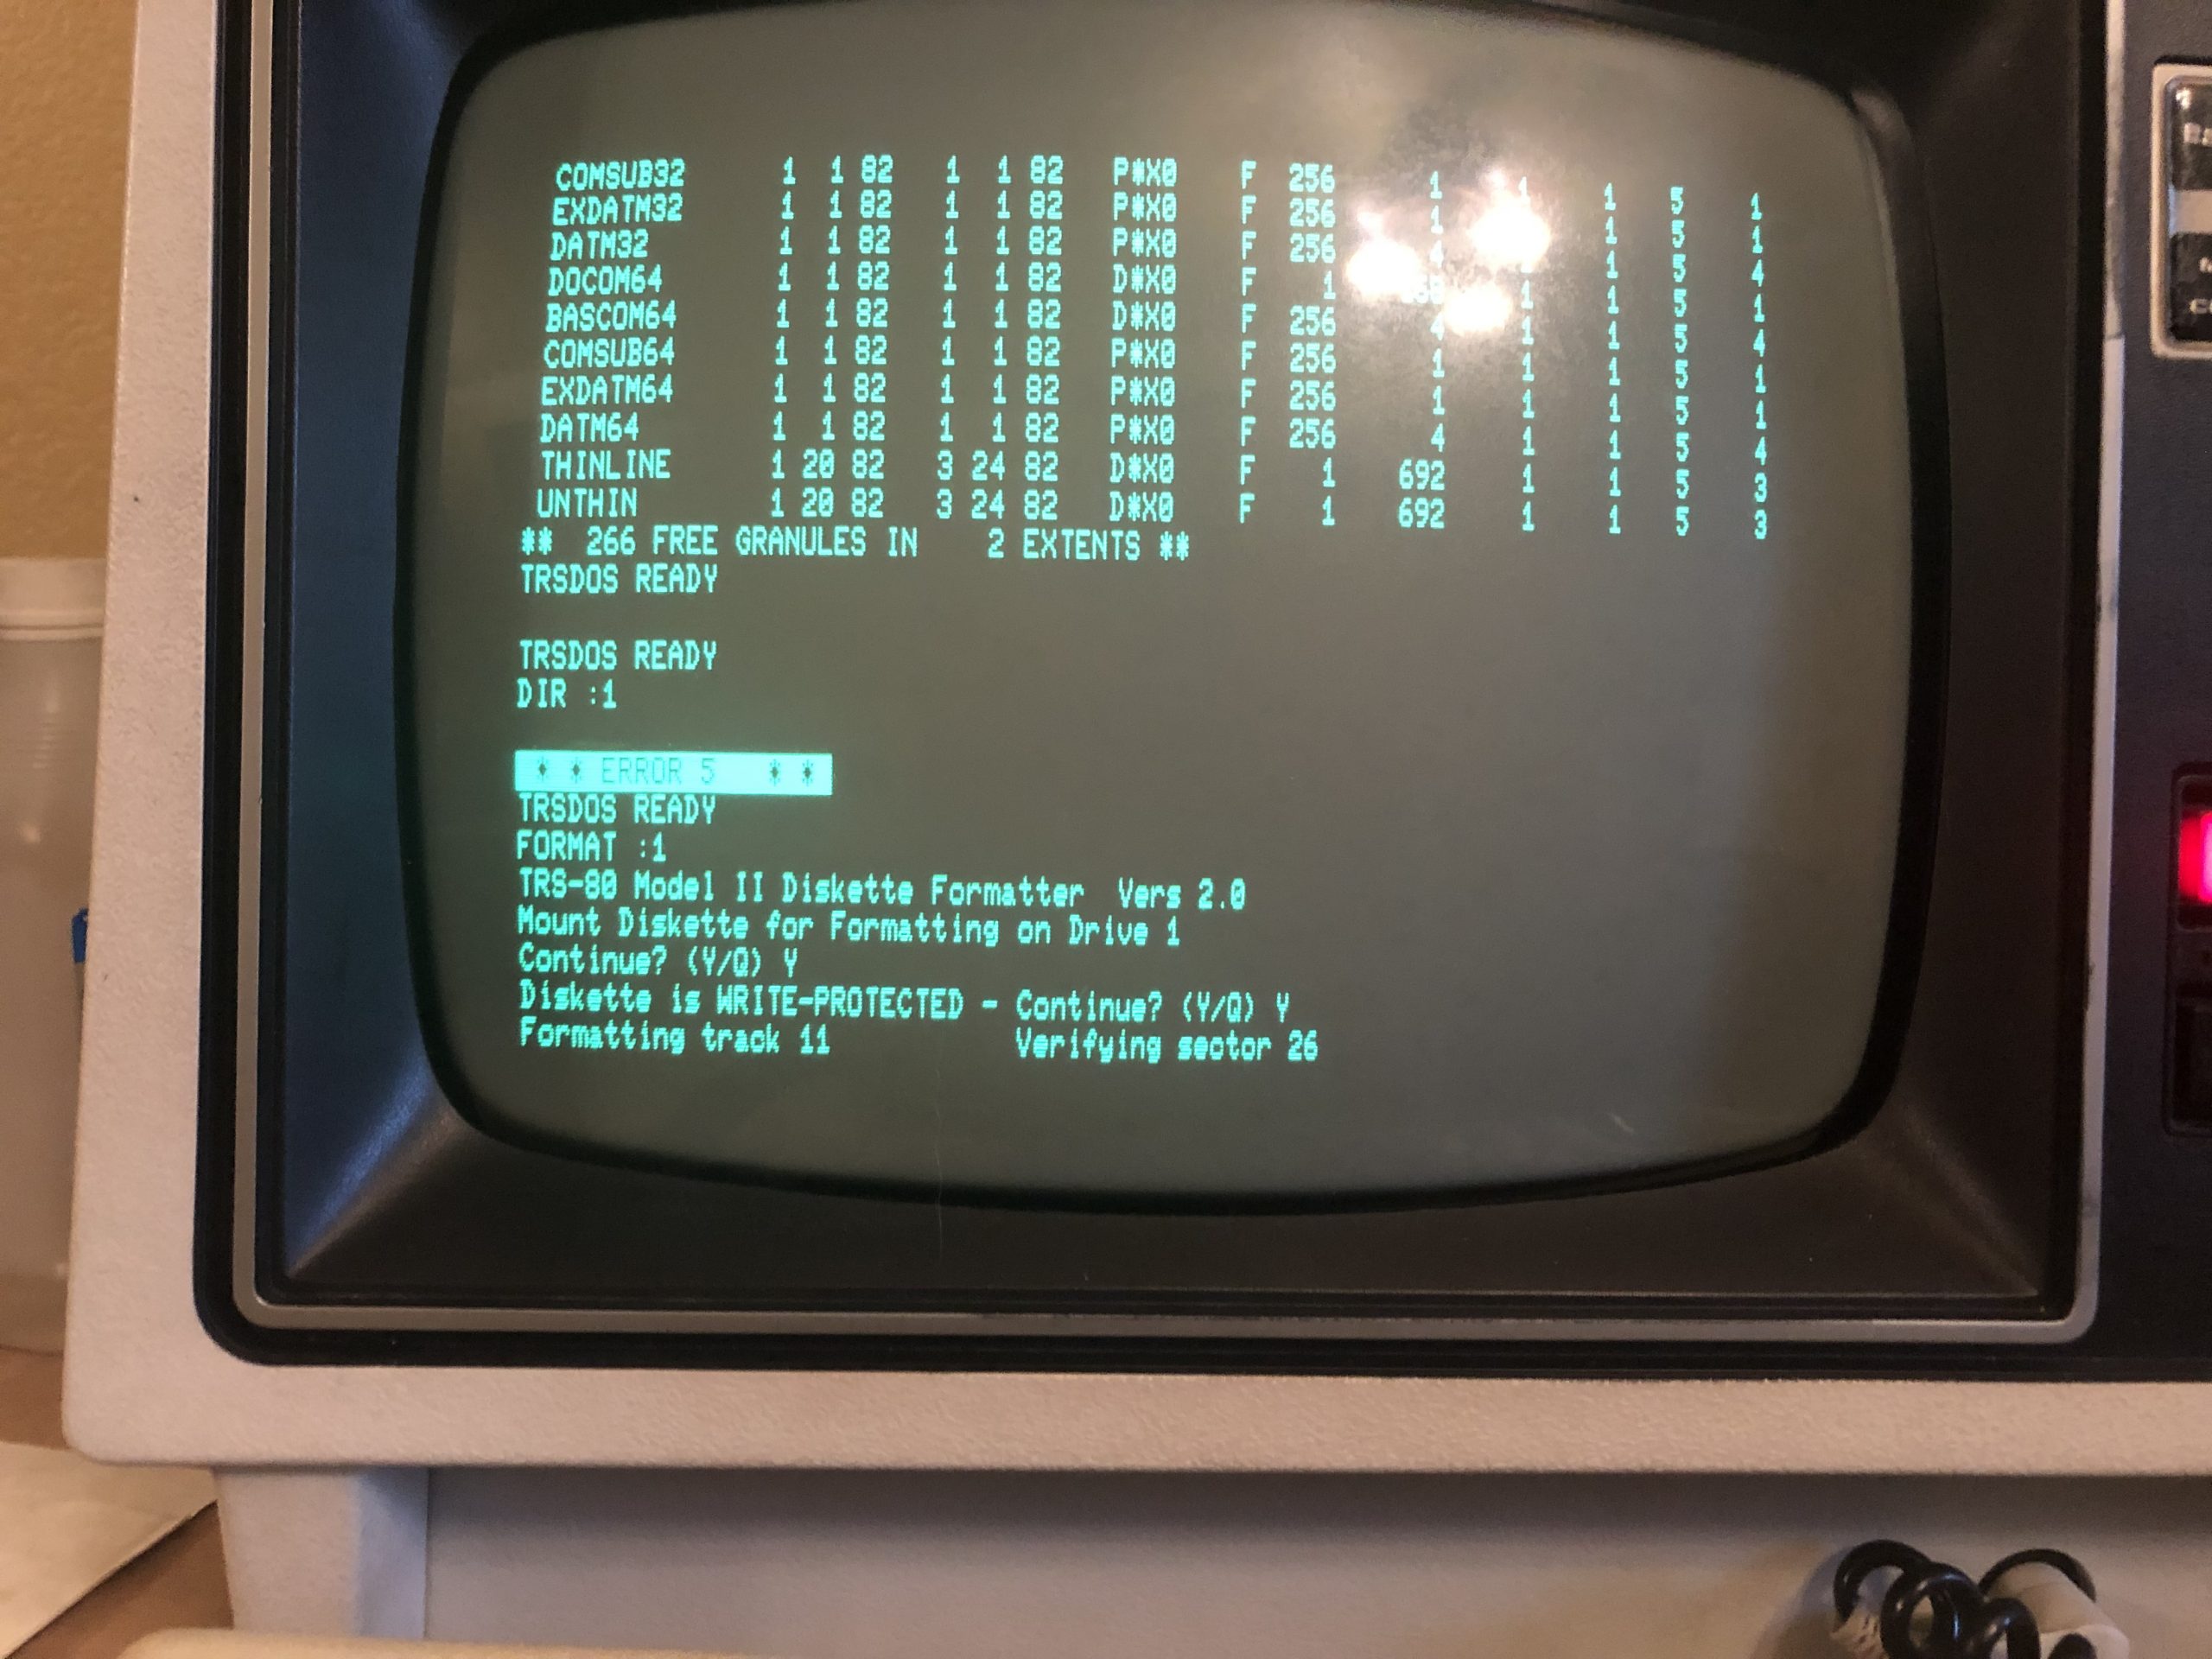 COMSUB32 1 1 82 1 1 82 P*X0 F 256 1 1 1 5 1
EXDATM32 1 1 82 1 1 82 P*X0 F 256 1 1 5 1
DATM32 1 1 82 1 1 82 P*X0 F 256 4 1 1 5 4
DOCOM64 1 1 82 1 1 82 D*X0 F 1 1 1 5 1
BASCOM64 1 1 82 1 1 82 D*X0 F 256 4 1 1 5 4
COMSUB64 1 1 82 1 1 82 P*X0 F 256 1 1 1 5 1
EXDATM64 1 1 82 1 1 82 P*X0 F 256 1 1 1 5 1
DATM64 1 1 82 1 1 82 P*X0 F 256 4 1 1 5 4
THINLINE 1 20 82 3 24 82 D*X0 F 1 692 1 1 5 3
UNTHIN 1 20 82 3 24 82 D*X0 F 1 692 1 1 5 3
** 266 FREE GRANULES IN 2 EXTENTS **
TRSDOS READY
TRSDOS READY
DIR :1
* * ERROR 5 * *
TRSDOS READY
FORMAT :1
TRS-80 Model II Diskette Formatter Vers 2.0
Mount Diskette for Formatting on Drive 1
Continue? (Y/Q) Y
Diskette is WRITE-PROTECTED - Continue? (Y/Q) Y
Formatting track 11 Verifying sector 26